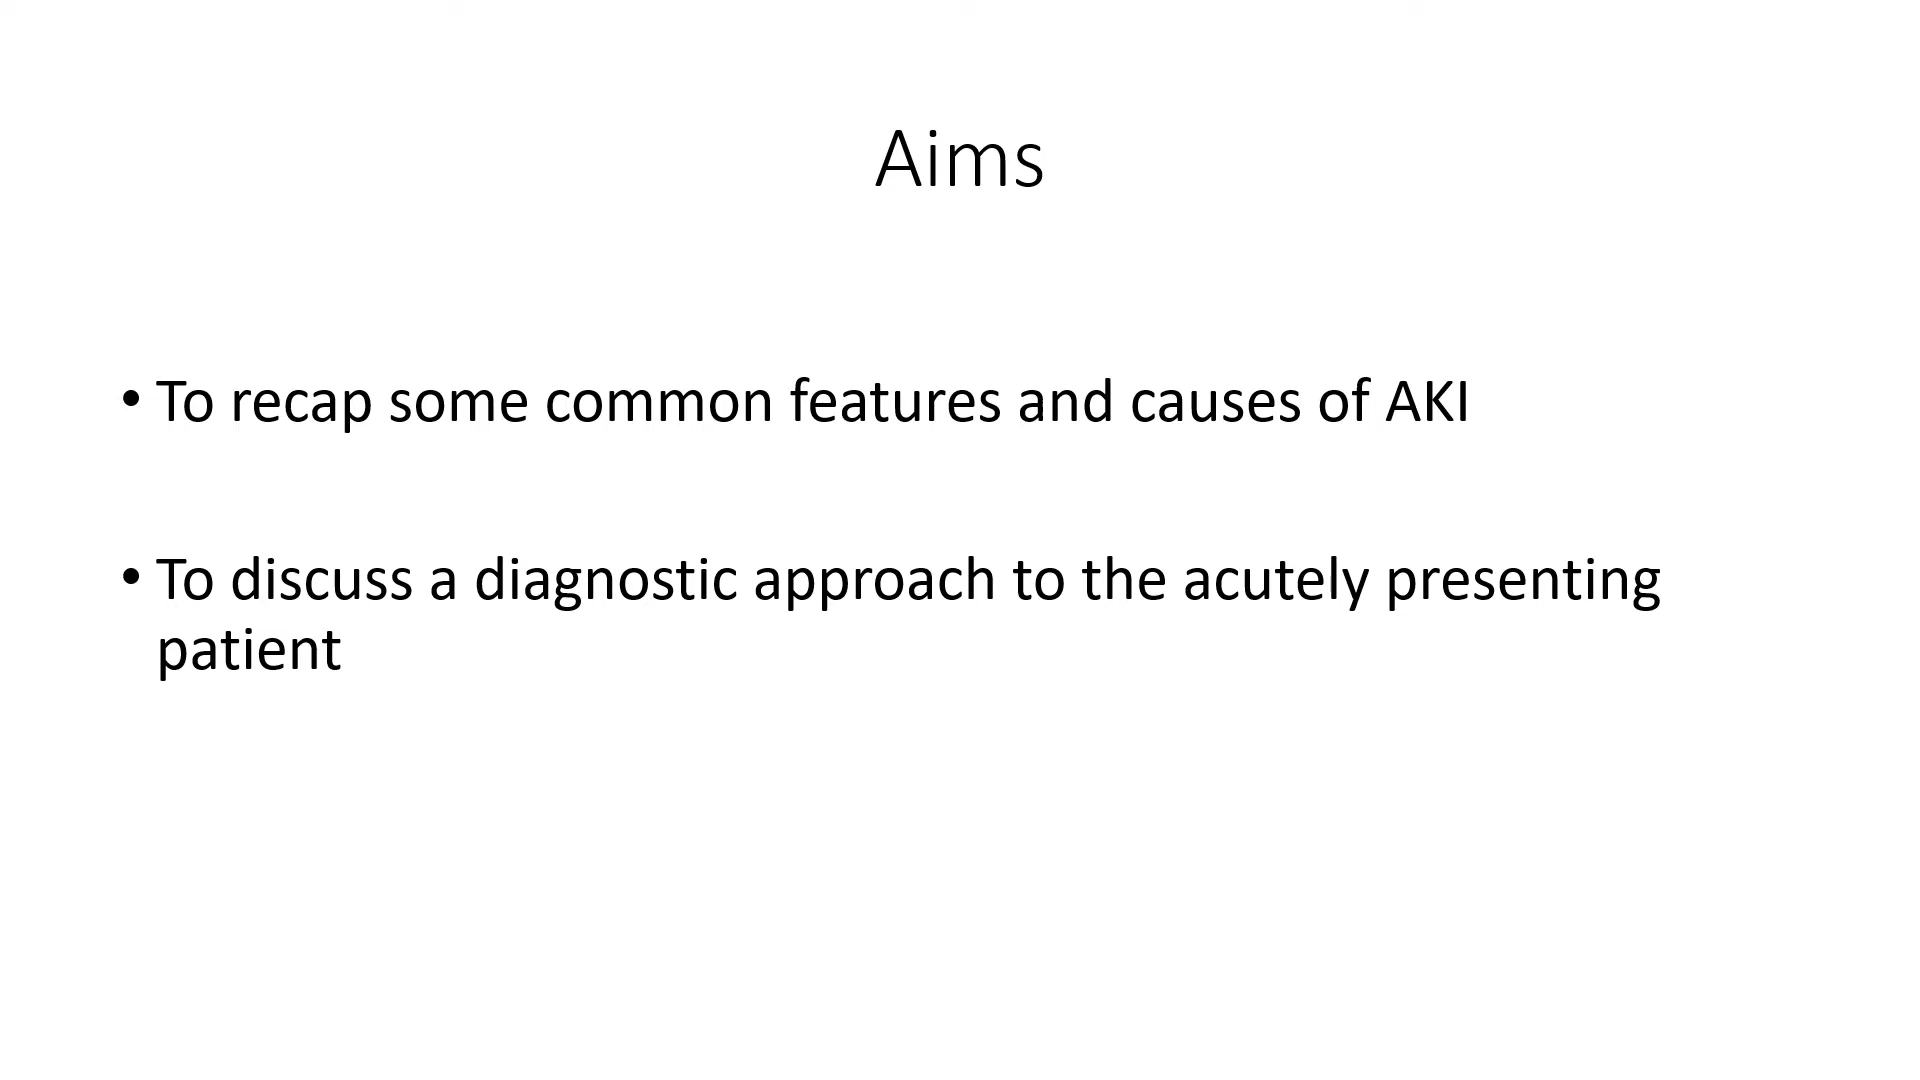 Aims
• To recap some common features and causes of AKI
• To discuss a diagnostic approach to the acutely presenting
patient